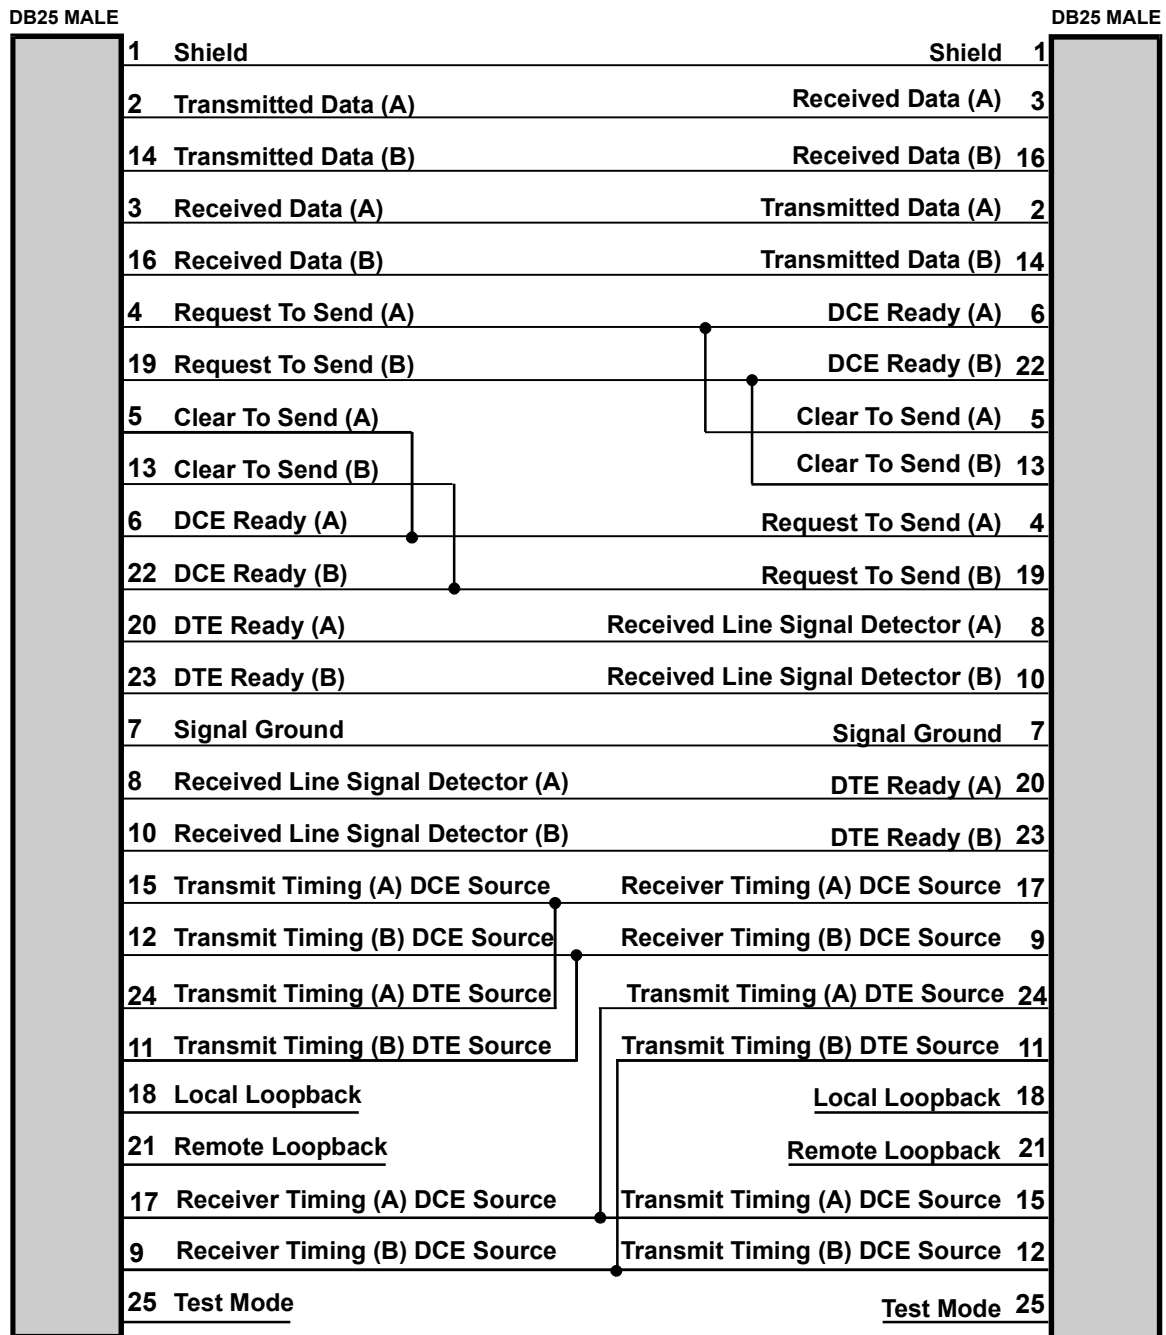 DB25 MALE DB25 MALE
1 Shield Shield 1
2 Transmitted Data (A) Received Data (A) 3
14 Transmitted Data (B) Received Data (B) 16
3 Received Data (A) Transmitted Data (A) 2
16 Received Data (B) Transmitted Data (B) 14
4 Request To Send (A) DCE Ready (A) 6
19 Request To Send (B) DCE Ready (B) 22
5 Clear To Send (A) Clear To Send (A) 5
13 Clear To Send (B) Clear To Send (B) 13
6 DCE Ready (A) Request To Send (A) 4
22 DCE Ready (B) Request To Send (B) 19
20 DTE Ready (A) Received Line Signal Detector (A) 8
23 DTE Ready (B) Received Line Signal Detector (B) 10
7 Signal Ground Signal Ground 7
8 Received Line Signal Detector (A) DTE Ready (A) 20
10 Received Line Signal Detector (B) DTE Ready (B) 23
15 Transmit Timing (A) DCE Source Receiver Timing (A) DCE Source 17
12 Transmit Timing (B) DCE Source Receiver Timing (B) DCE Source 9
24 Transmit Timing (A) DTE Source Transmit Timing (A) DTE Source 24
11 Transmit Timing (B) DTE Source Transmit Timing (B) DTE Source 11
18 Local Loopback Local Loopback 18
21 Remote Loopback Remote Loopback 21
17 Receiver Timing (A) DCE Source Transmit Timing (A) DCE Source 15
9 Receiver Timing (B) DCE Source Transmit Timing (B) DCE Source 12
25 Test Mode Test Mode 25